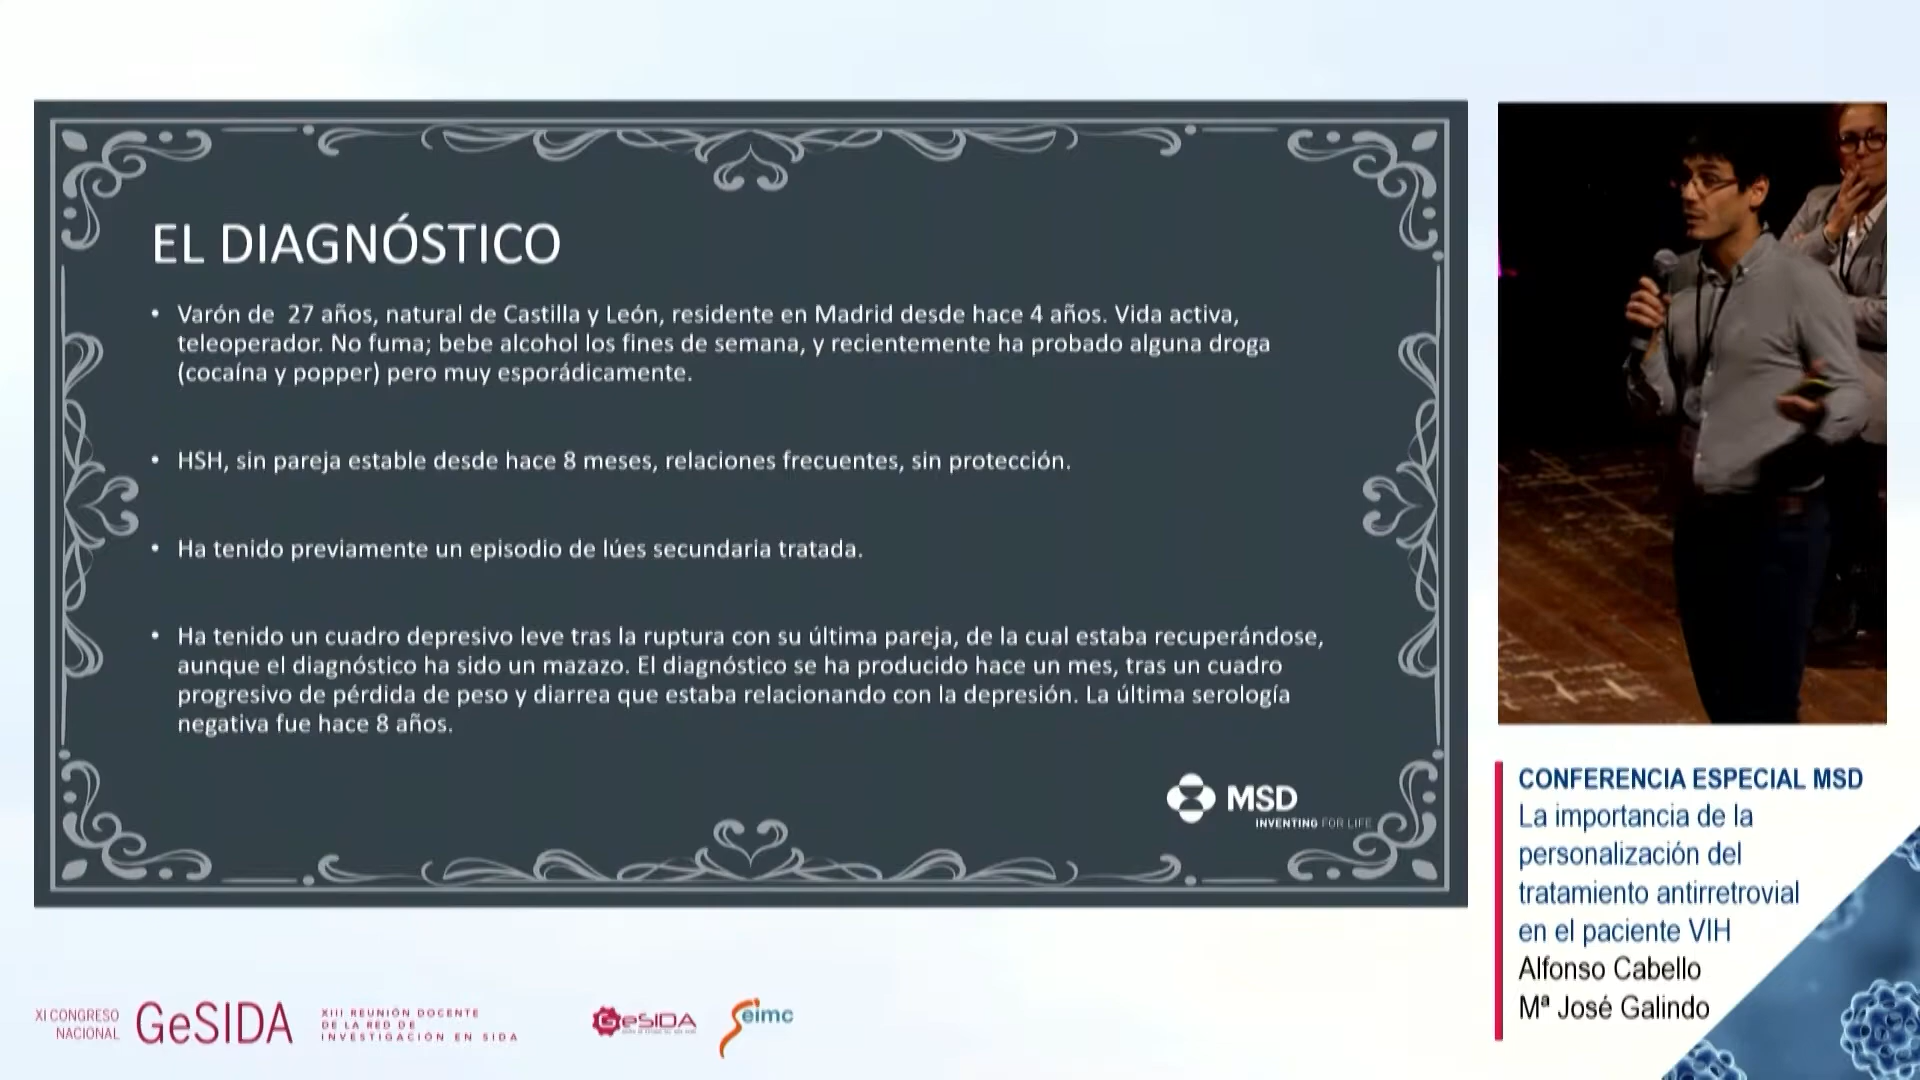 EL DIAGNÓSTICO
• Varón de  27 años, natural de Castilla y León, residente en Madrid desde hace 4 años. Vida activa,
teleoperador. No fuma; bebe alcohol los fines de semana, y recientemente ha probado alguna droga
(cocaína y popper) pero muy esporádicamente.
• HSH, sin pareja estable desde hace 8 meses, relaciones frecuentes, sin protección.
• Ha tenido previamente un episodio de lúes secundaria tratada.
• Ha tenido un cuadro depresivo leve tras la ruptura con su última pareja, de la cual estaba recuperándose,
aunque el diagnóstico ha sido un mazazo. El diagnóstico se ha producido hace un mes, tras un cuadro
progresivo de pérdida de peso y diarrea que estaba relacionando con la depresión. La última serología
negativa fue hace 8 años.
MSD
INVENTING FOR LIFE
CONFERENCIA ESPECIAL MSD
La importancia de la
personalización del
tratamiento antirretrovial
en el paciente VIH
Alfonso Cabello
Mª José Galindo
XI CONGRESO
NACIONAL
GeSIDA
XIII REUNIÓN DOCENTE
DE LA RED DE
INVESTIGACIÓN EN SIDA
GeSIDA
Seimc